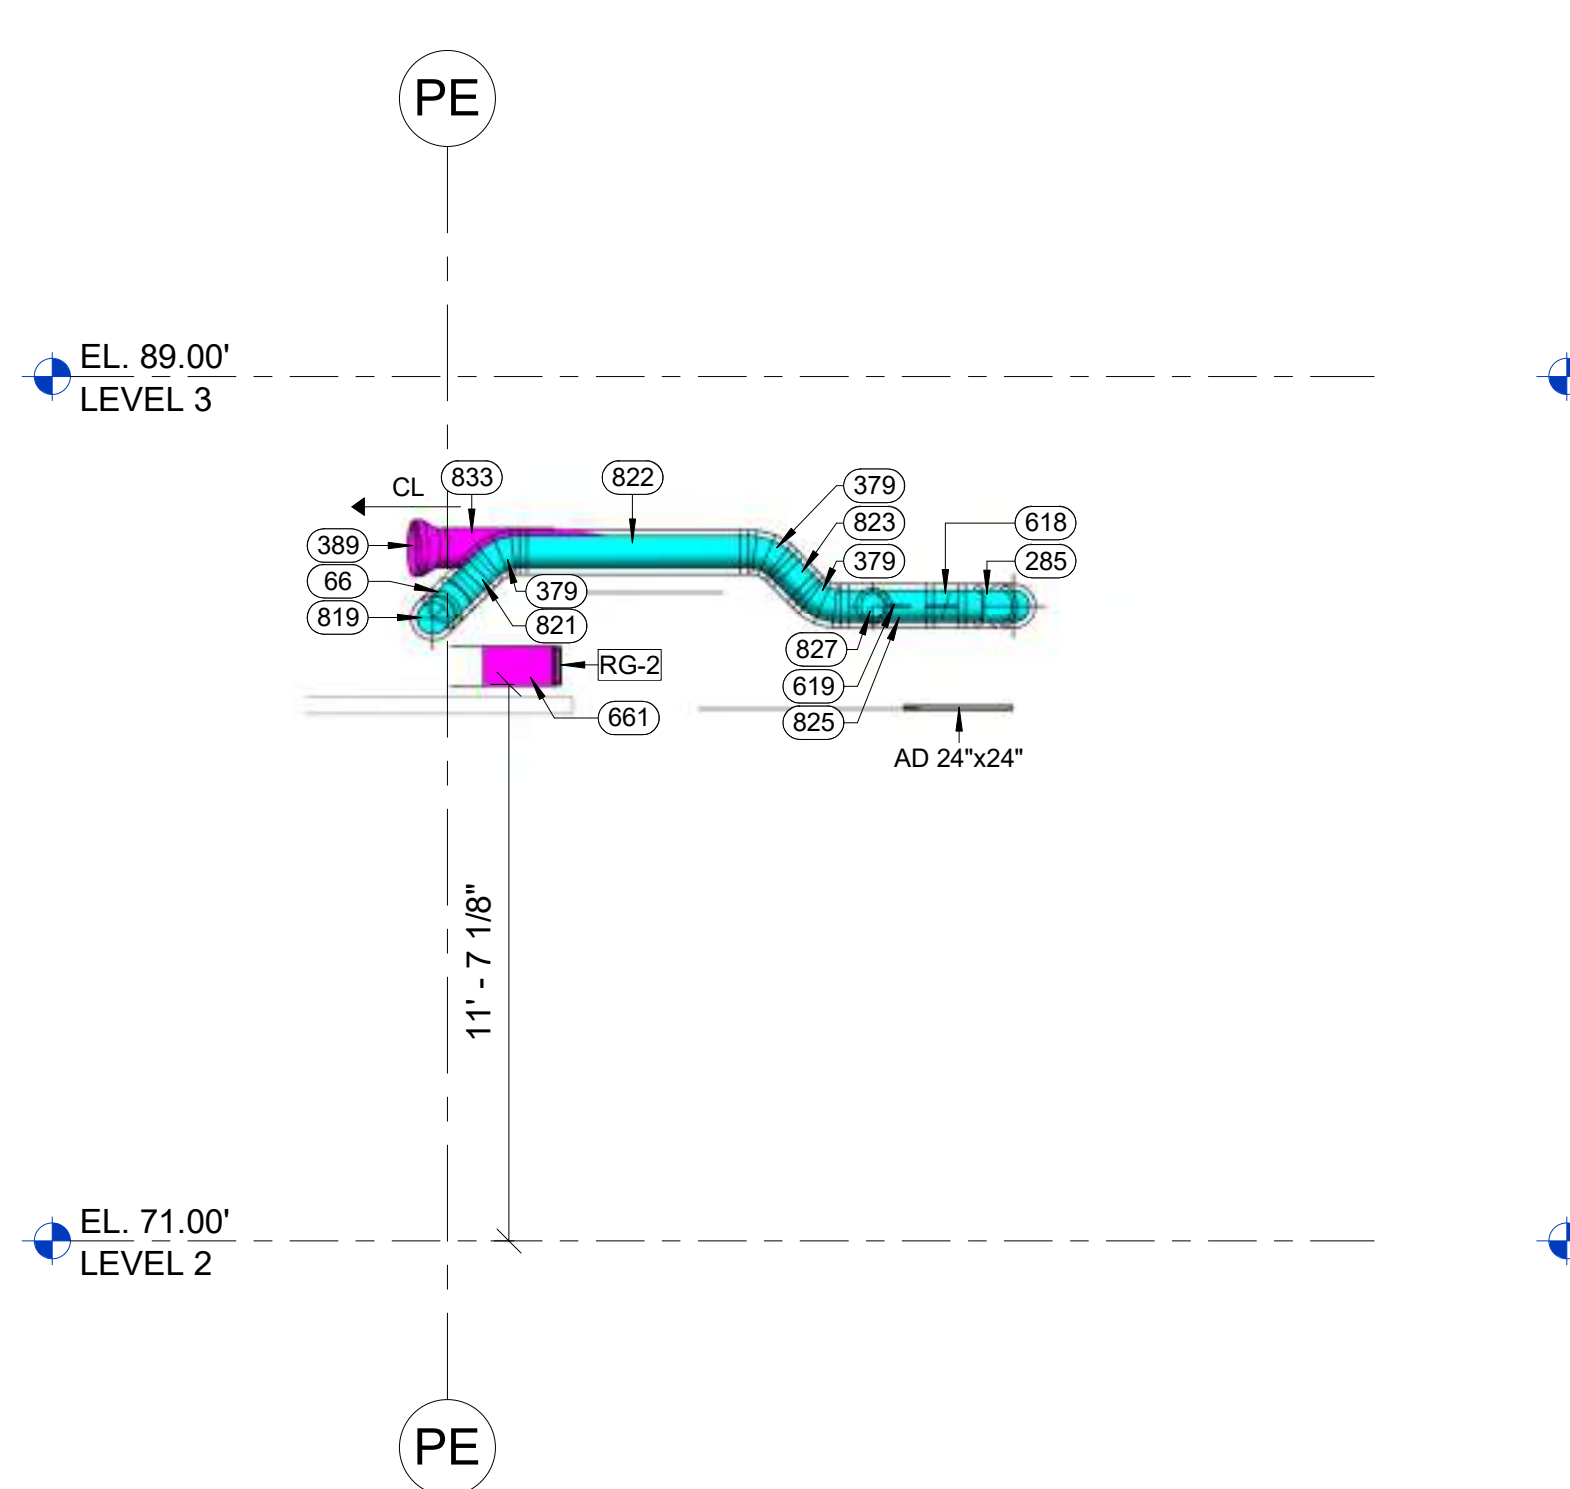 PE
EL. 89.00'
LEVEL 3
CL
833
822
379
823
379
618
285
389
66
819
379
821
827
619
825
RG-2
661
AD 24"x24"
11' - 7 1/8"
EL. 71.00'
LEVEL 2
PE